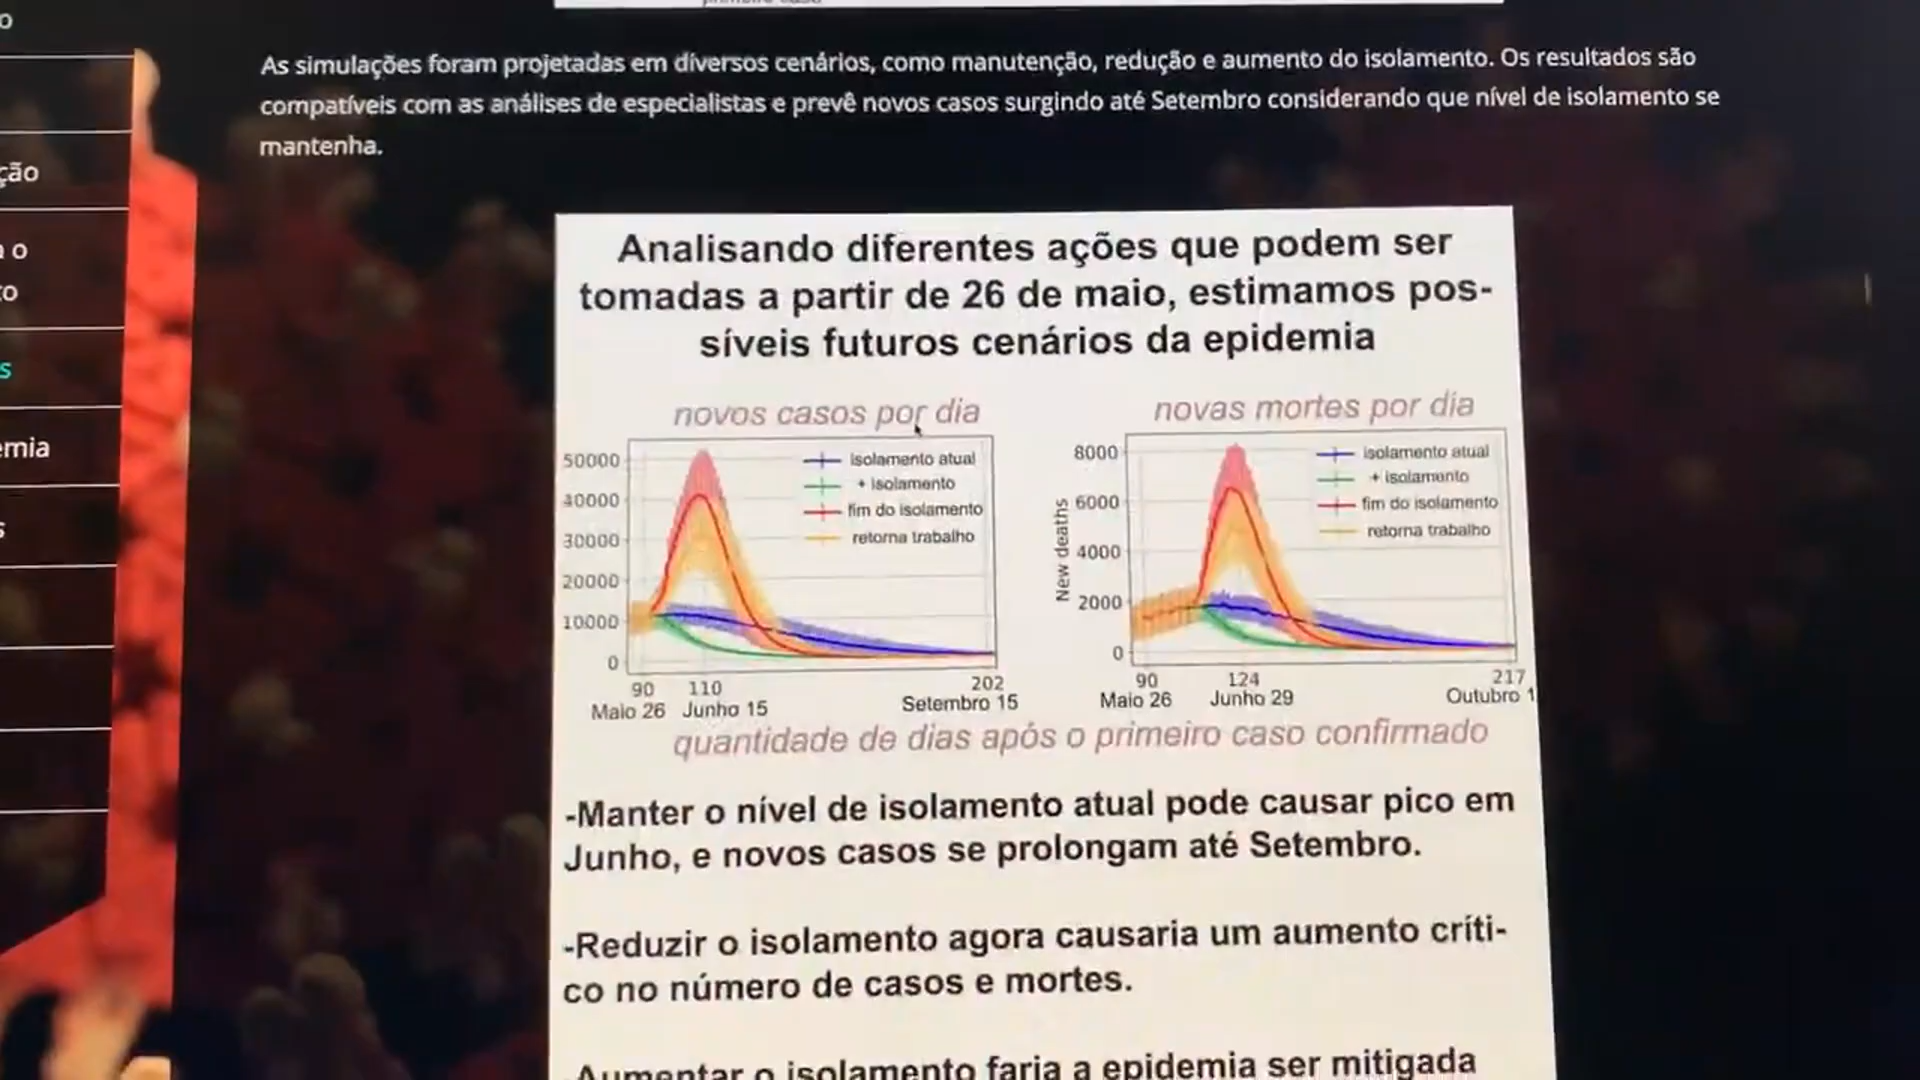 o
ção
o
s
emia
s
As simulações foram projetadas em diversos cenários, como manutenção, redução e aumento do isolamento. Os resultados são
compatíveis com as análises de especialistas e prevê novos casos surgindo até Setembro considerando que nível de isolamento se
mantenha.
Analisando diferentes ações que podem ser
tomadas a partir de 26 de maio, estimamos pos-
síveis futuros cenários da epidemia
novos casos por dia
50000
40000
30000
20000
10000
0
isolamento atual
+ isolamento
fim do isolamento
retorna trabalho
90 110 202
Maio 26 Junho 15 Setembro 15
novas mortes por dia
New deaths
8000
6000
4000
2000
0
isolamento atual
+ isolamento
fim do isolamento
retorna trabalho
90 124 217
Maio 26 Junho 29 Outubro 1
quantidade de dias após o primeiro caso confirmado
-Manter o nível de isolamento atual pode causar pico em
Junho, e novos casos se prolongam até Setembro.
-Reduzir o isolamento agora causaria um aumento críti-
co no número de casos e mortes.
-Aumentar o isolamento faria a epidemia ser mitigada